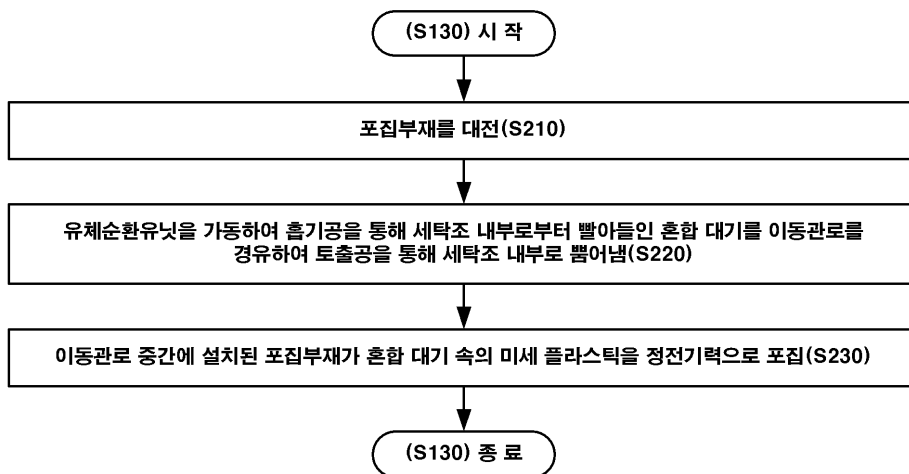 (S130) 시 작
포집부재를 대전(S210)
유체순환유닛을 가동하여 흡기공을 통해 세탁조 내부로부터 빨아들인 혼합 대기를 이동관로를
경유하여 토출공을 통해 세탁조 내부로 뿜어냄(S220)
이동관로 중간에 설치된 포집부재가 혼합 대기 속의 미세 플라스틱을 정전기력으로 포집(S230)
(S130) 종 료